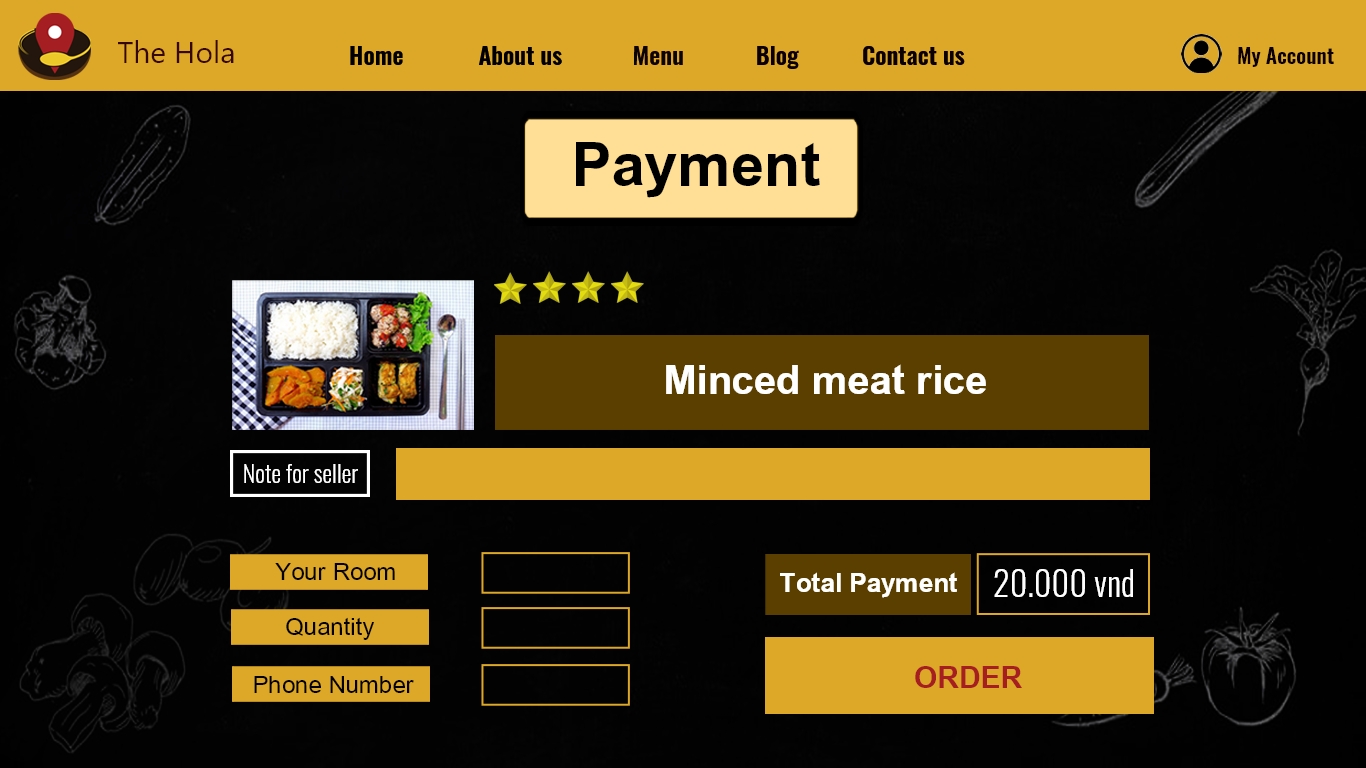 The Hola
Home
About us
Menu
Blog
Contact us
My Account
Payment
Minced meat rice
Note for seller
Your Room
Quantity
Phone Number
Total Payment
20.000 vnd
ORDER